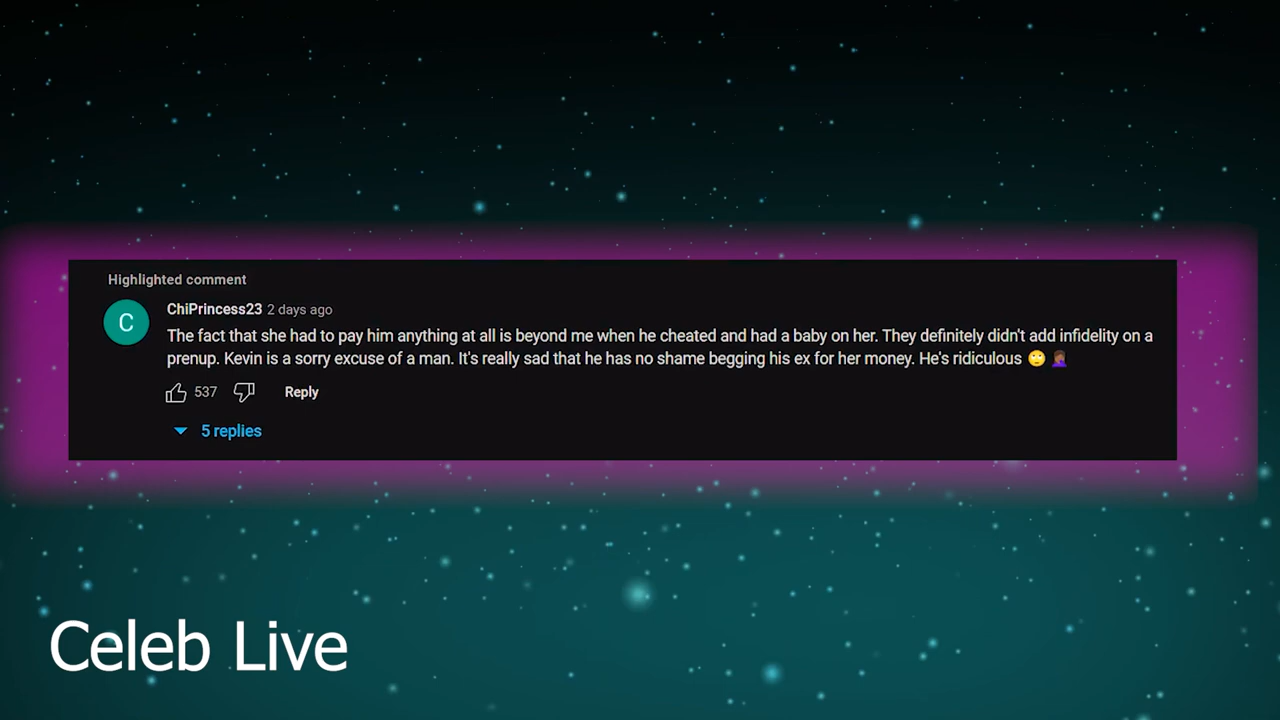 Highlighted comment
C
ChiPrincess23 2 days ago
The fact that she had to pay him anything at all is beyond me when he cheated and had a baby on her. They definitely didn't add infidelity on a
prenup. Kevin is a sorry excuse of a man. It's really sad that he has no shame begging his ex for her money. He's ridiculous 🙄 🤦🏾‍♀️
537 Reply
5 replies
Celeb Live